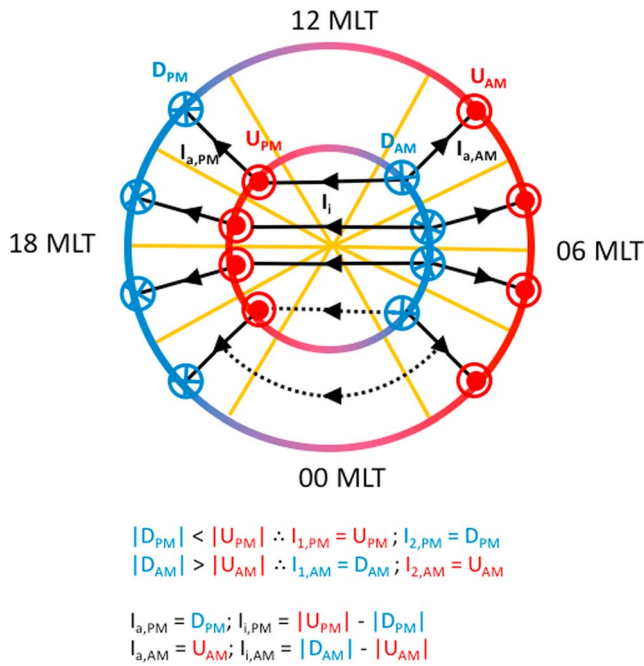 12 MLT
D_PM
U_AM
U_PM
D_AM
I_a,PM
I_a,AM
I_i
18 MLT
06 MLT
00 MLT
|D_PM| < |U_PM| ∴ I_1,PM = U_PM; I_2,PM = D_PM
|D_AM| > |U_AM| ∴ I_1,AM = D_AM; I_2,AM = U_AM
I_a,PM = D_PM; I_i,PM = |U_PM| - |D_PM|
I_a,AM = U_AM; I_i,AM = |D_AM| - |U_AM|